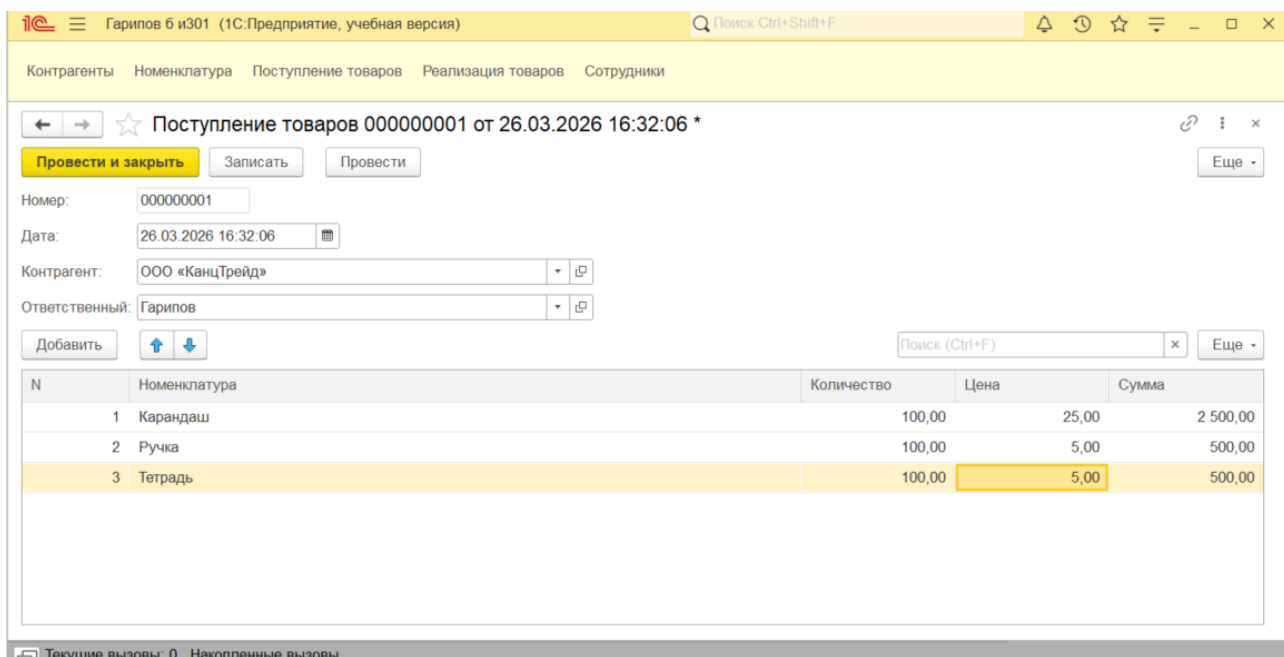 1С Гарипов 6 и301 (1С:Предприятие, учебная версия) Поиск Ctrl+Shift+F
Контрагенты Номенклатура Поступление товаров Реализация товаров Сотрудники
Поступление товаров 000000001 от 26.03.2026 16:32:06 *
Провести и закрыть Записать Провести Еще
Номер: 000000001
Дата: 26.03.2026 16:32:06
Контрагент: ООО «КанцТрейд»
Ответственный: Гарипов
Добавить Поиск (Ctrl+F) Еще
N Номенклатура Количество Цена Сумма
1 Карандаш 100,00 25,00 2 500,00
2 Ручка 100,00 5,00 500,00
3 Тетрадь 100,00 5,00 500,00
Текущие вызовы: 0 Накопленные вызовы